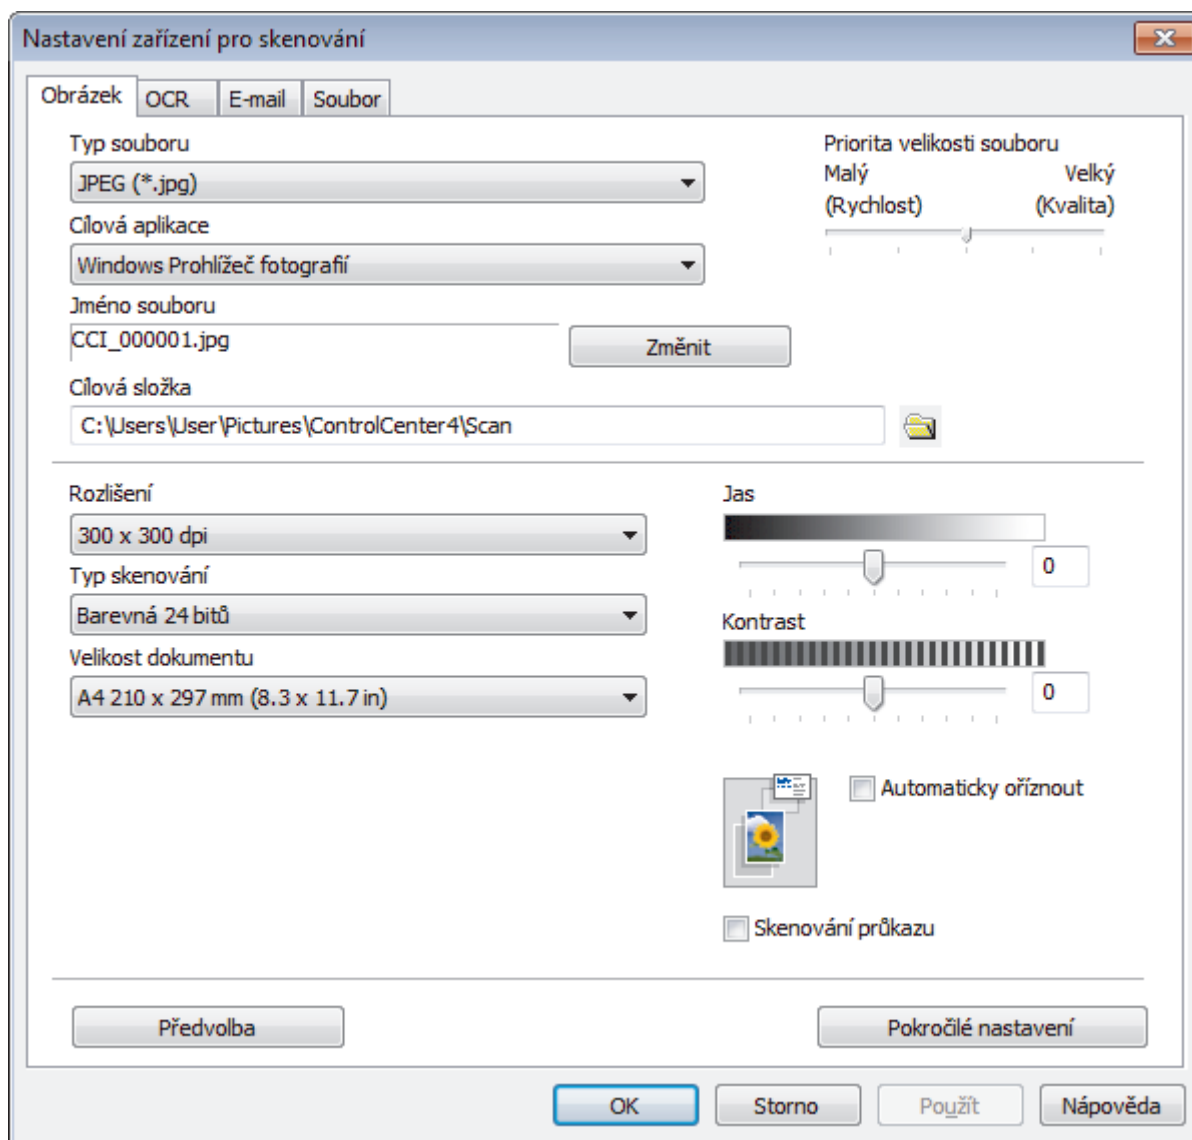 Nastavení zařízení pro skenování
Obrázek OCR E-mail Soubor
Typ souboru
JPEG (*.jpg)
Cílová aplikace
Windows Prohlížeč fotografií
Jméno souboru
CCI_000001.jpg
Změnit
Cílová složka
C:\Users\User\Pictures\ControlCenter4\Scan
Priorita velikosti souboru
Malý Velký
(Rychlost) (Kvalita)
Rozlišení
300 x 300 dpi
Typ skenování
Barevná 24 bitů
Velikost dokumentu
A4 210 x 297 mm (8.3 x 11.7 in)
Jas
0
Kontrast
0
Automaticky oříznout
Skenování průkazu
Předvolba
Pokročilé nastavení
OK Storno Použít Nápověda